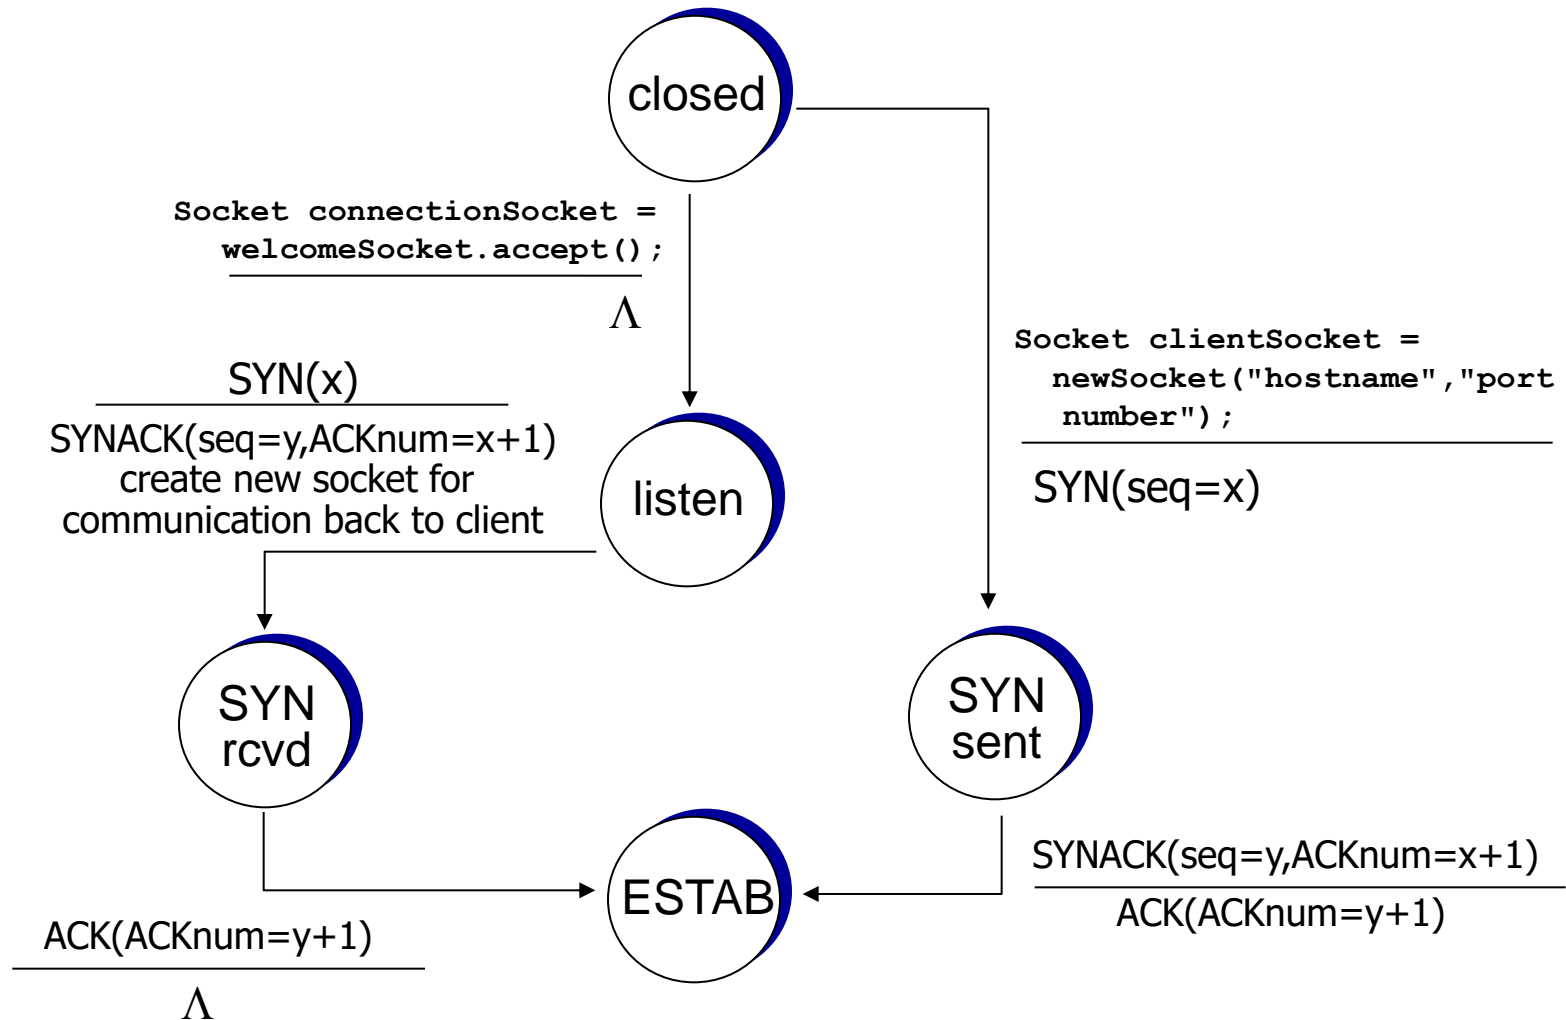 closed
Socket connectionSocket =
welcomeSocket.accept();
Λ
Socket clientSocket =
newSocket("hostname","port
number");
SYN(seq=x)
SYN(x)
SYNACK(seq=y,ACKnum=x+1)
create new socket for
communication back to client
listen
SYN
rcvd
SYN
sent
ESTAB
SYNACK(seq=y,ACKnum=x+1)
ACK(ACKnum=y+1)
ACK(ACKnum=y+1)
Λ